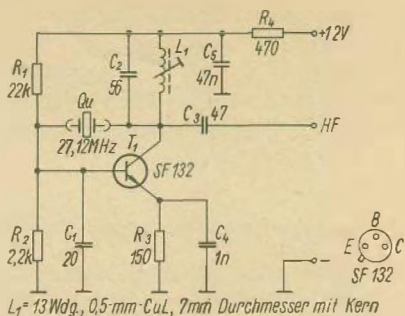 R4
470
+12V
C2
56
L1
C5
47n
R1
22k
Qu
27,12MHz
C3
47
HF
T1
SF 132
R2
2,2k
C1
20
R3
150
C4
1n
-
B
E
C
SF 132
L1 = 13 Wdg., 0,5-mm-CuL, 7mm Durchmesser mit Kern